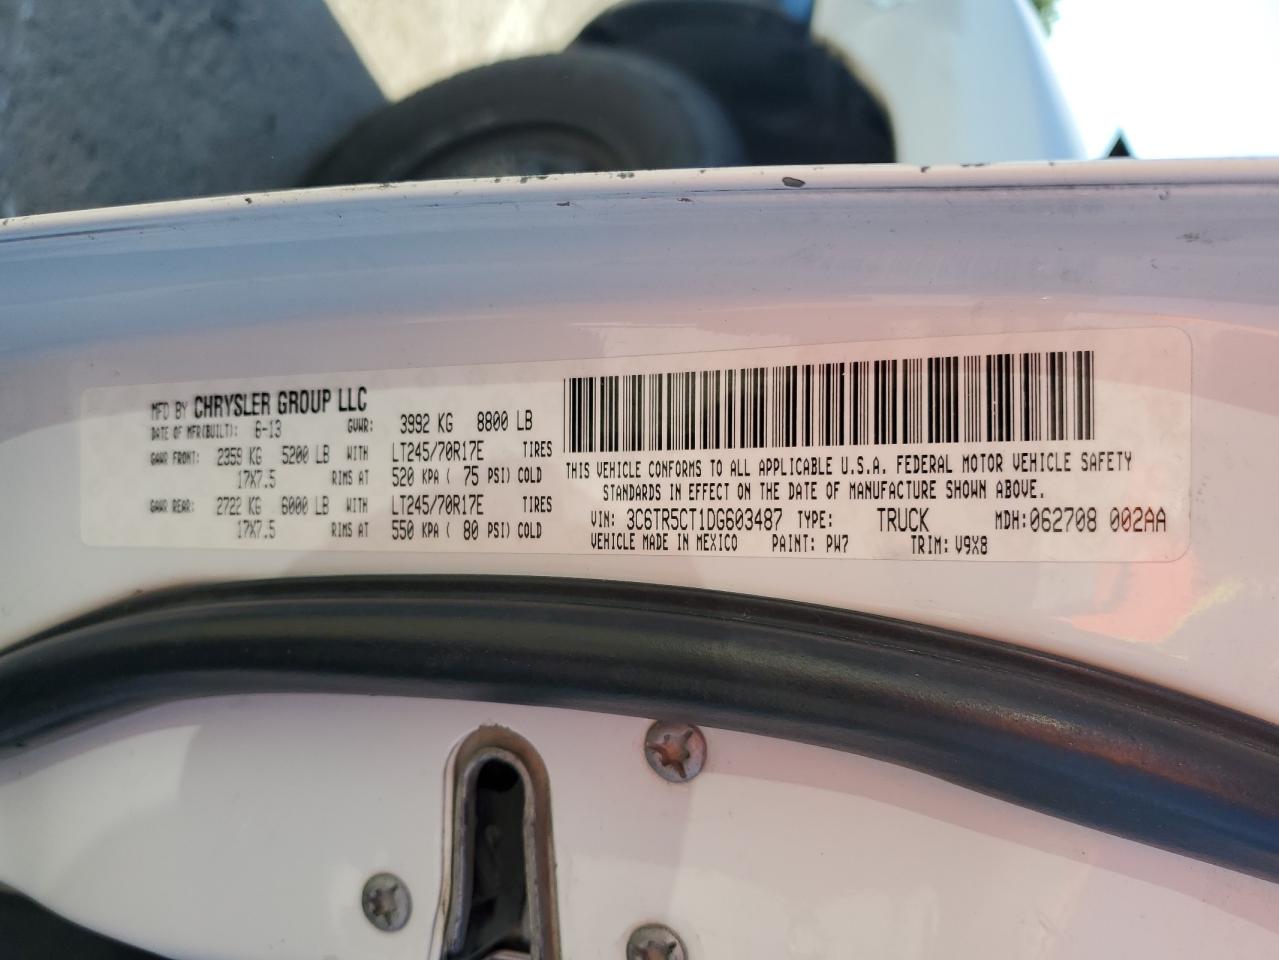 MFD BY CHRYSLER GROUP LLC
DATE OF MFR(BUILT): 6-13 GVWR: 3992 KG 8800 LB
GAWR FRONT: 2359 KG 5200 LB WITH LT245/70R17E TIRES
17X7.5 RIMS AT 520 KPA ( 75 PSI) COLD
GAWR REAR: 2722 KG 6000 LB WITH LT245/70R17E TIRES
17X7.5 RIMS AT 550 KPA ( 80 PSI) COLD
THIS VEHICLE CONFORMS TO ALL APPLICABLE U.S.A. FEDERAL MOTOR VEHICLE SAFETY
STANDARDS IN EFFECT ON THE DATE OF MANUFACTURE SHOWN ABOVE.
VIN: 3C6TR5CT1DG603487 TYPE: TRUCK MDH:062708 002AA
VEHICLE MADE IN MEXICO PAINT: PW7 TRIM: V9X8